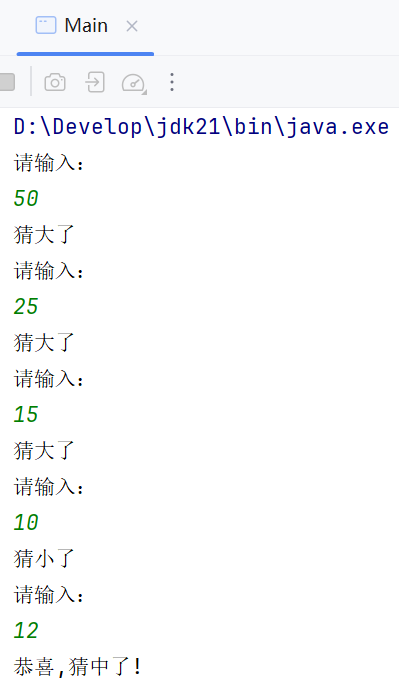 Main
D:\Develop\jdk21\bin\java.exe
请输入:
50
猜大了
请输入:
25
猜大了
请输入:
15
猜大了
请输入:
10
猜小了
请输入:
12
恭喜,猜中了!